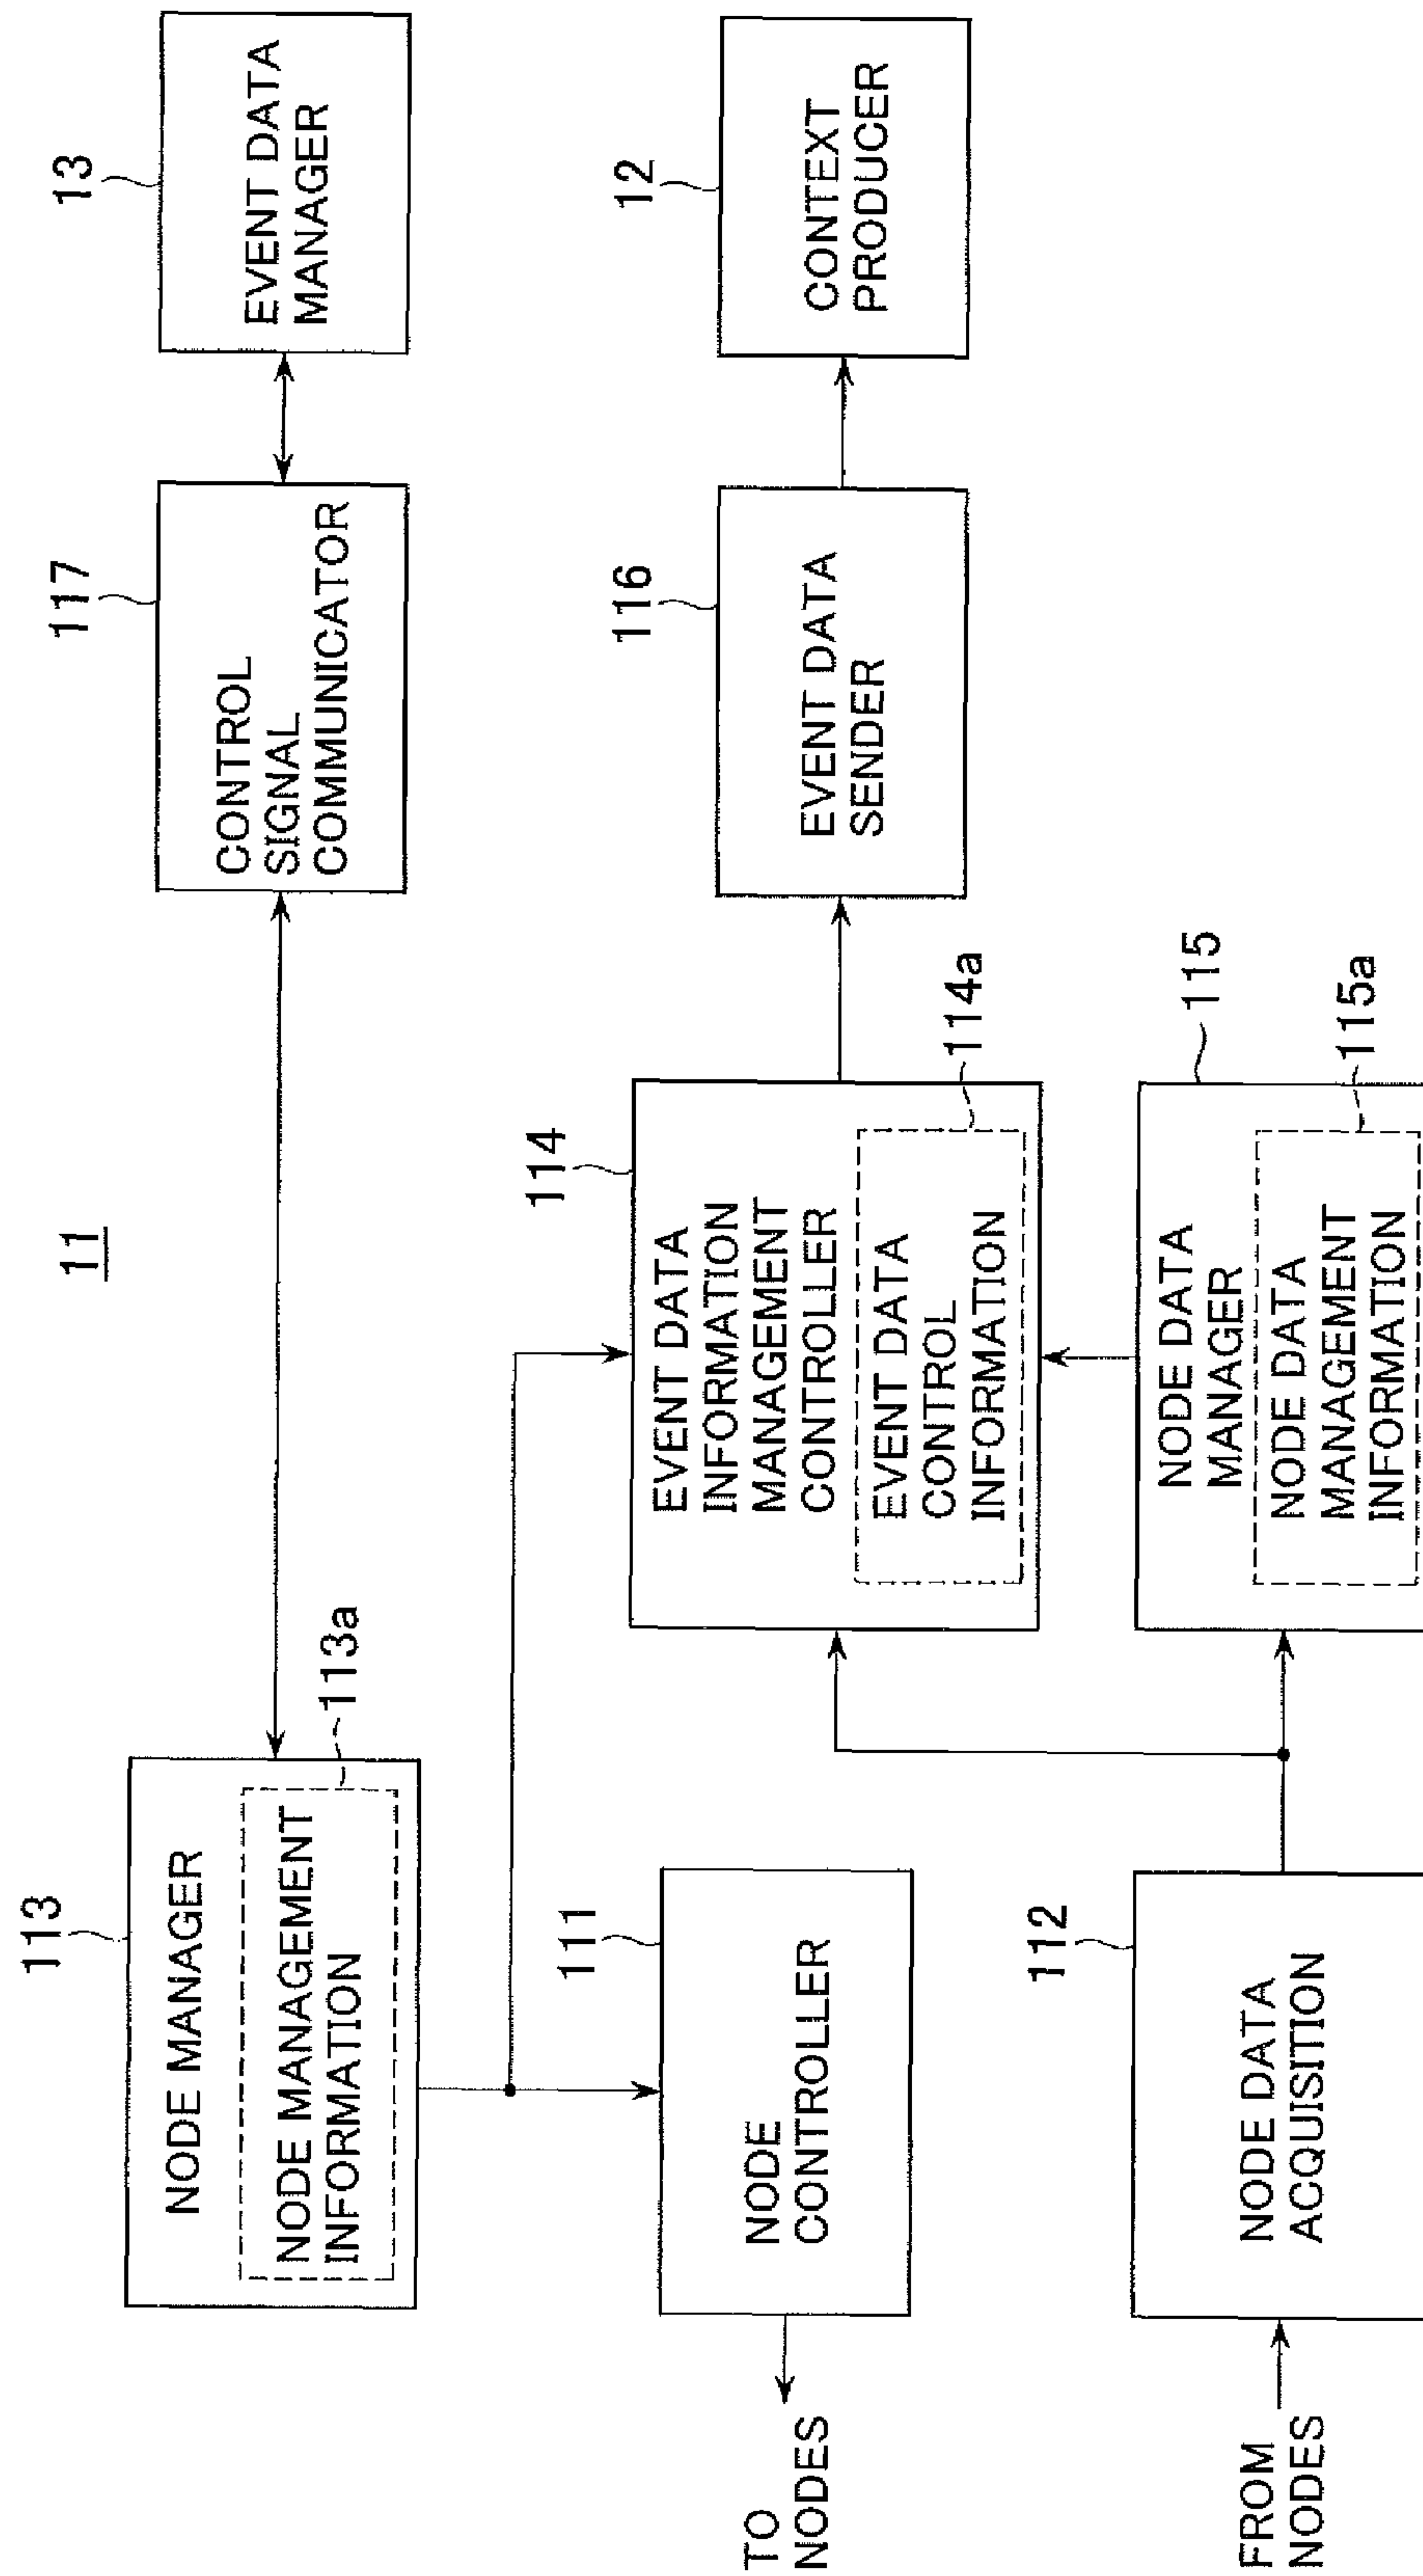 11
113
NODE MANAGER
NODE MANAGEMENT
INFORMATION
113a
117
CONTROL
SIGNAL
COMMUNICATOR
13
EVENT DATA
MANAGER
111
NODE
CONTROLLER
TO
NODES
114
EVENT DATA
INFORMATION
MANAGEMENT
CONTROLLER
EVENT DATA
CONTROL
INFORMATION
114a
116
EVENT DATA
SENDER
12
CONTEXT
PRODUCER
112
NODE DATA
ACQUISITION
FROM
NODES
115
NODE DATA
MANAGER
NODE DATA
MANAGEMENT
INFORMATION
115a